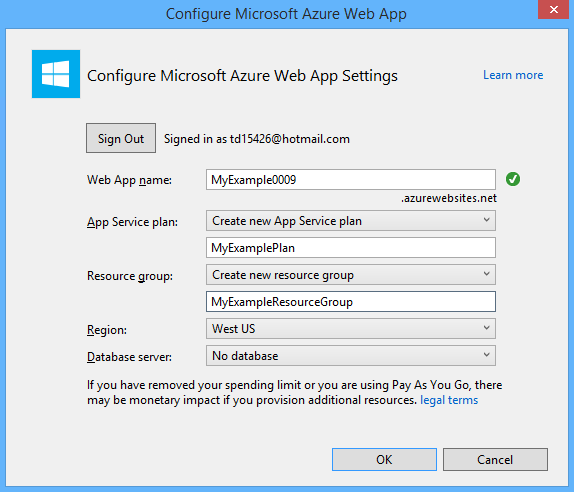 Configure Microsoft Azure Web App
Configure Microsoft Azure Web App Settings
Learn more
Sign Out
Signed in as td15426@hotmail.com
Web App name:
MyExample0009
.azurewebsites.net
App Service plan:
Create new App Service plan
MyExamplePlan
Resource group:
Create new resource group
MyExampleResourceGroup
Region:
West US
Database server:
No database
If you have removed your spending limit or you are using Pay As You Go, there
may be monetary impact if you provision additional resources. legal terms
OK
Cancel